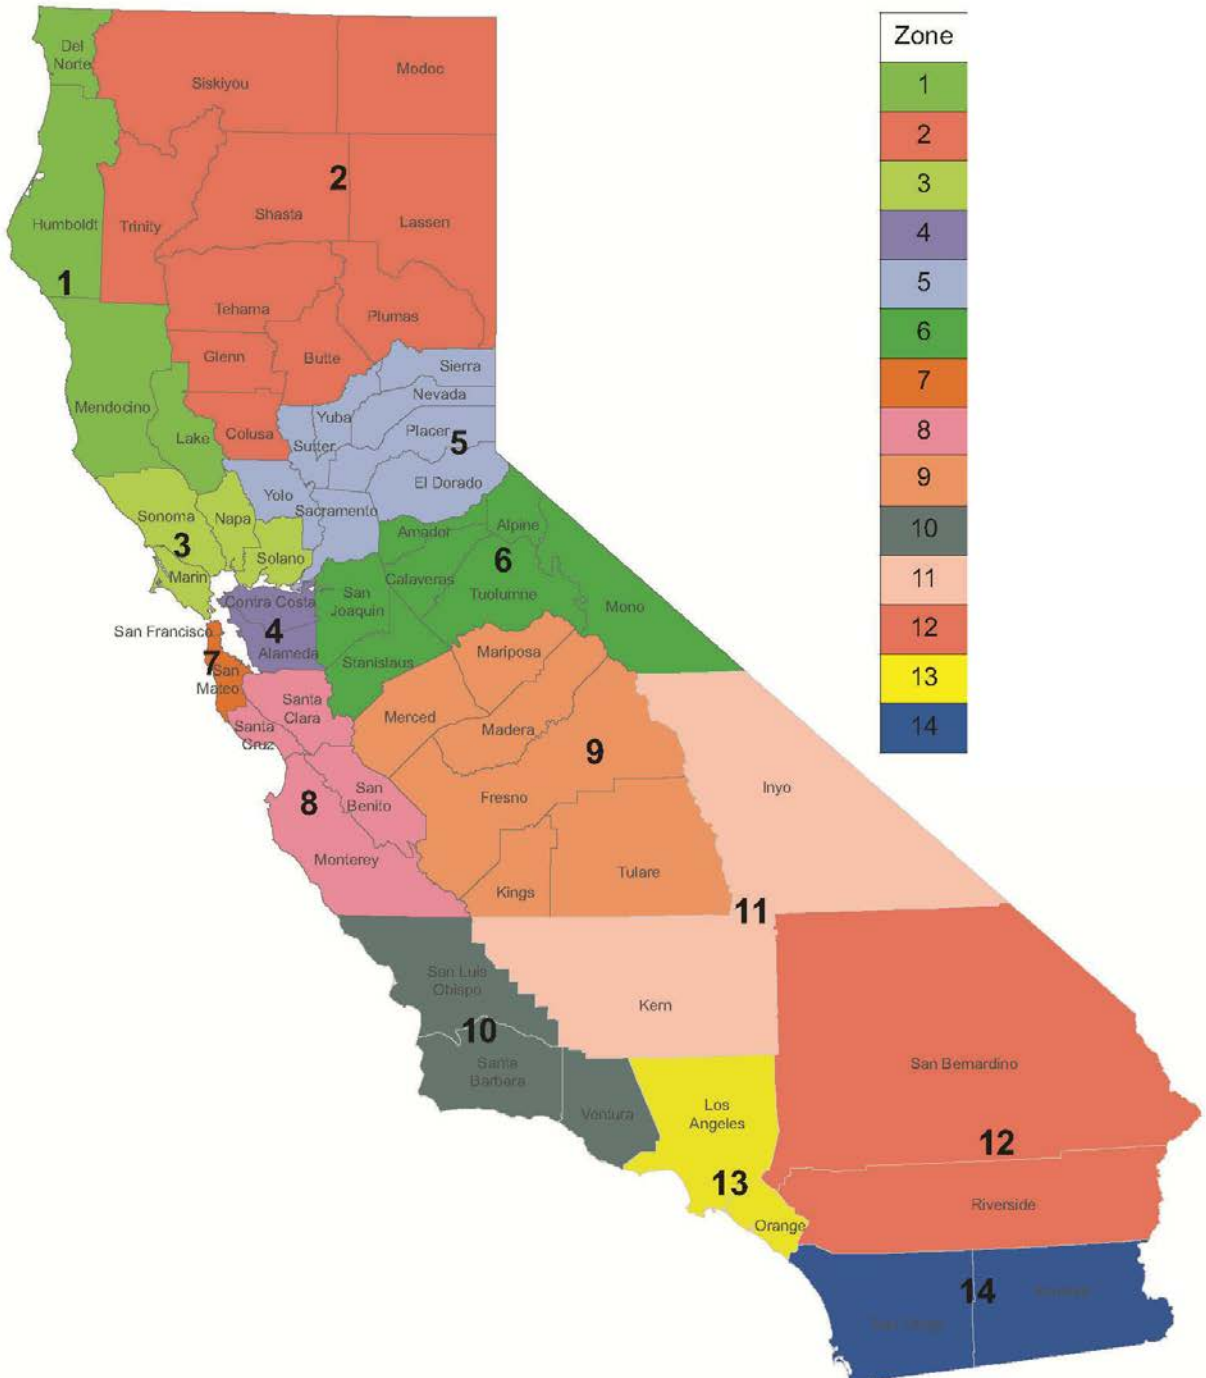 Zone
1
2
3
4
5
6
7
8
9
10
11
12
13
14
Del
Norte
Siskiyou
Modoc
2
Humboldt
Trinity
Shasta
Lassen
1
Tehama
Plumas
Glenn
Butte
Sierra
Nevada
Mendocino
Lake
Colusa
Yuba
Sutter
Placer
5
El Dorado
Yolo
Sacramento
Sonoma
Napa
3
Solano
Marin
Amador
Alpine
6
Calaveras
Tuolumne
Mono
San
Joaquin
Contra Costa
4
Alameda
San Francisco
7
San
Mateo
Stanislaus
Mariposa
Santa
Clara
Santa
Cruz
Merced
Madera
9
Fresno
Inyo
San
Benito
8
Monterey
Kings
Tulare
11
San Luis
Obispo
10
Kern
Santa
Barbara
Ventura
Los
Angeles
13
Orange
San Bernardino
12
Riverside
14